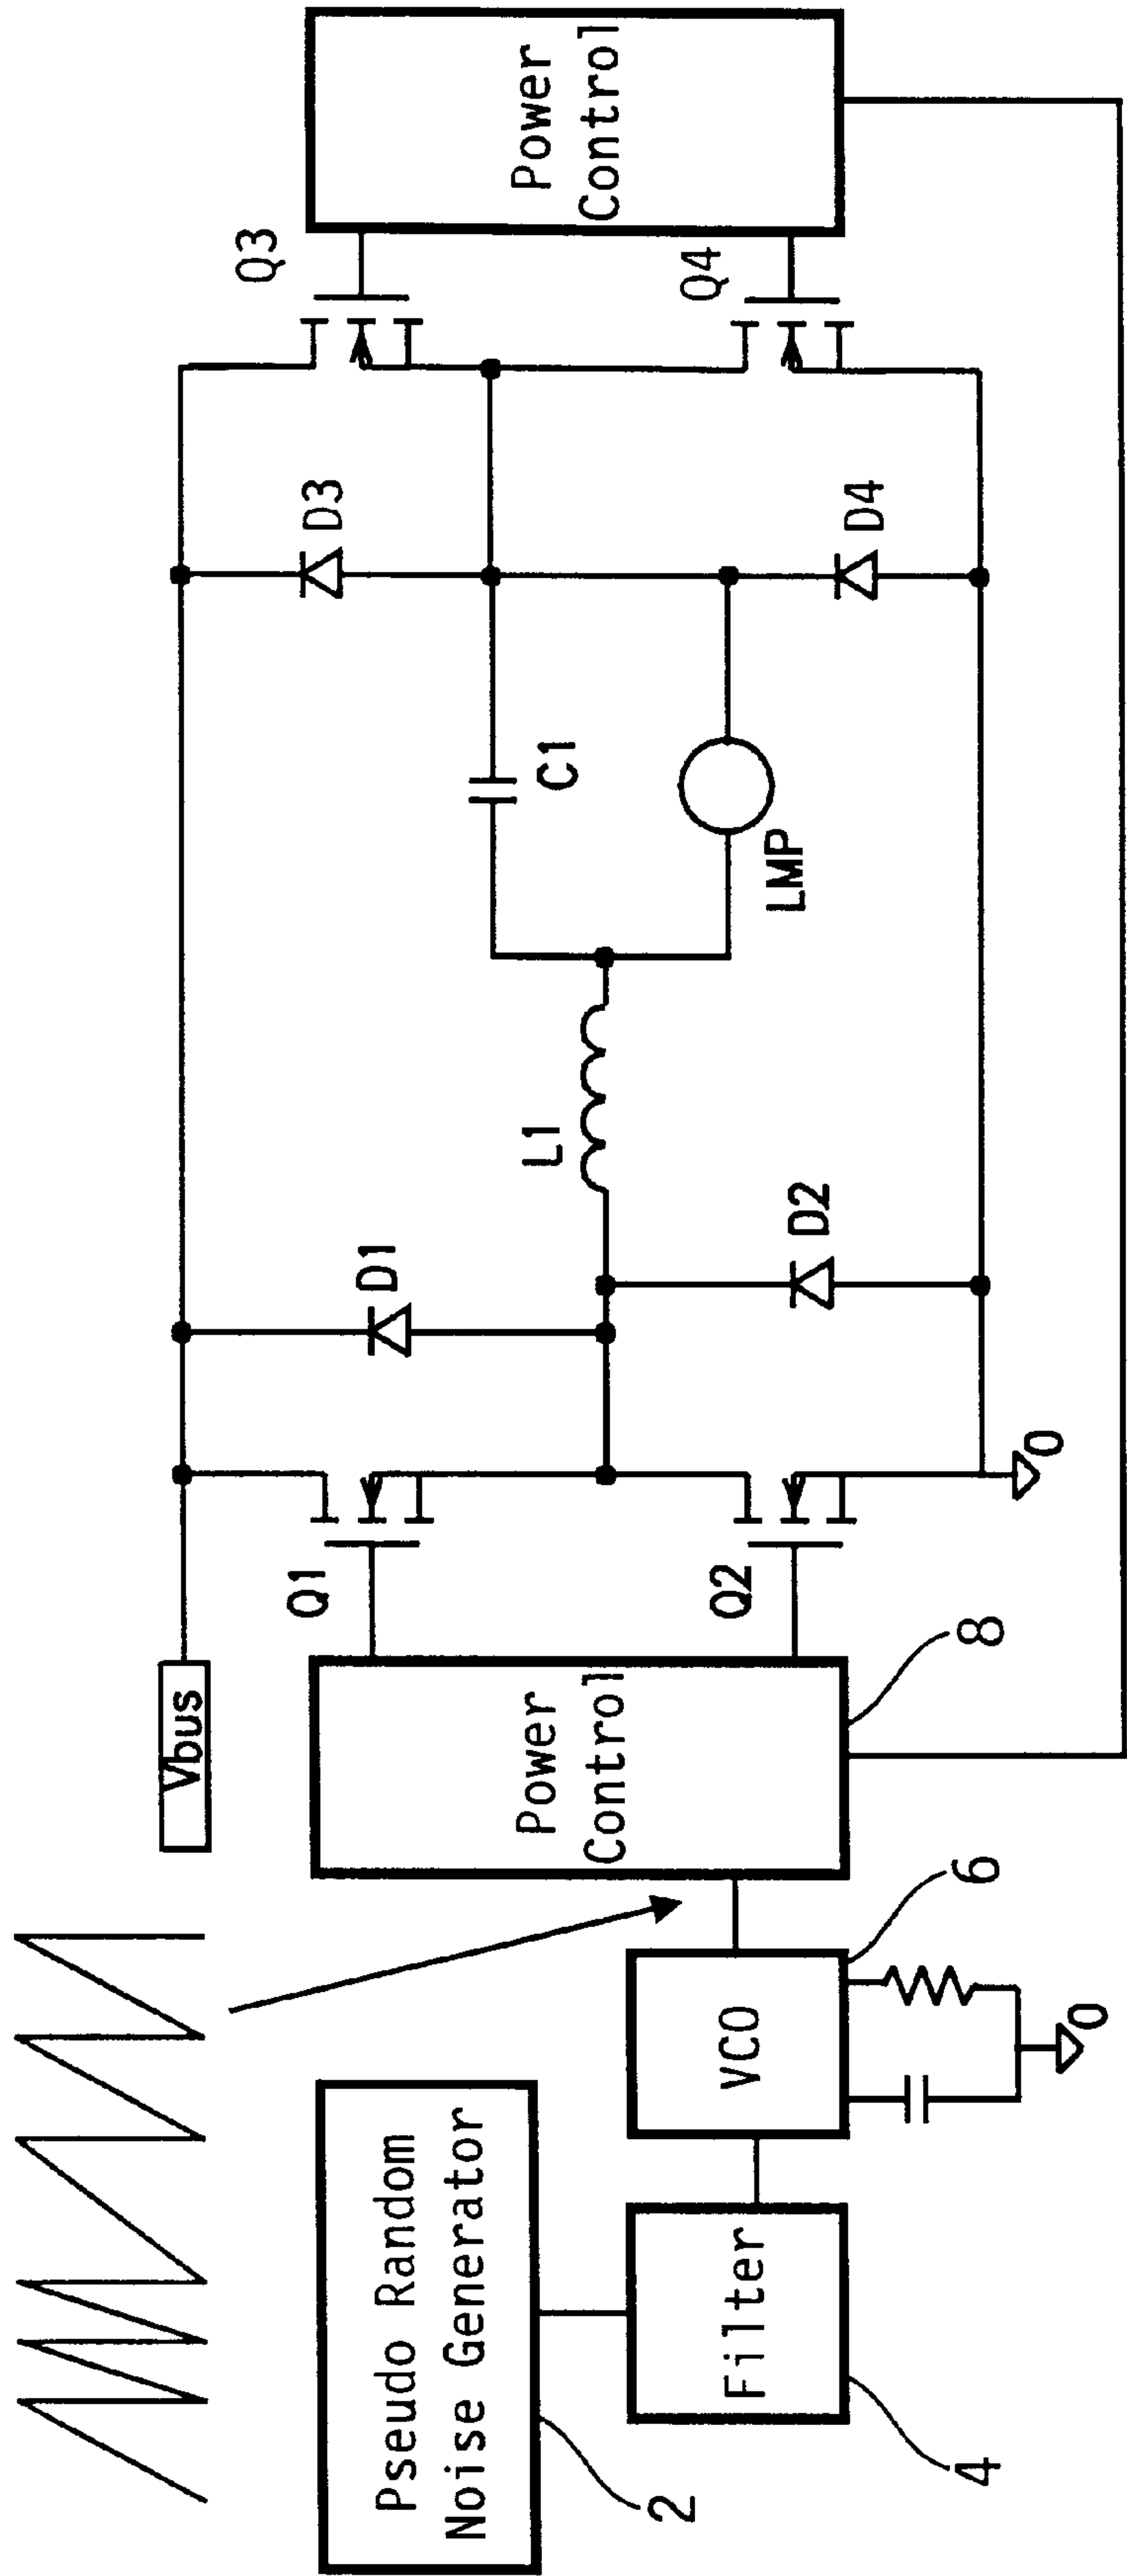 Vbus
Pseudo Random
Noise Generator
2
Filter
4
VCO
6
0
Power
Control
8
Q1
Q2
0
D1
D2
L1
C1
LMP
D3
D4
Q3
Q4
Power
Control